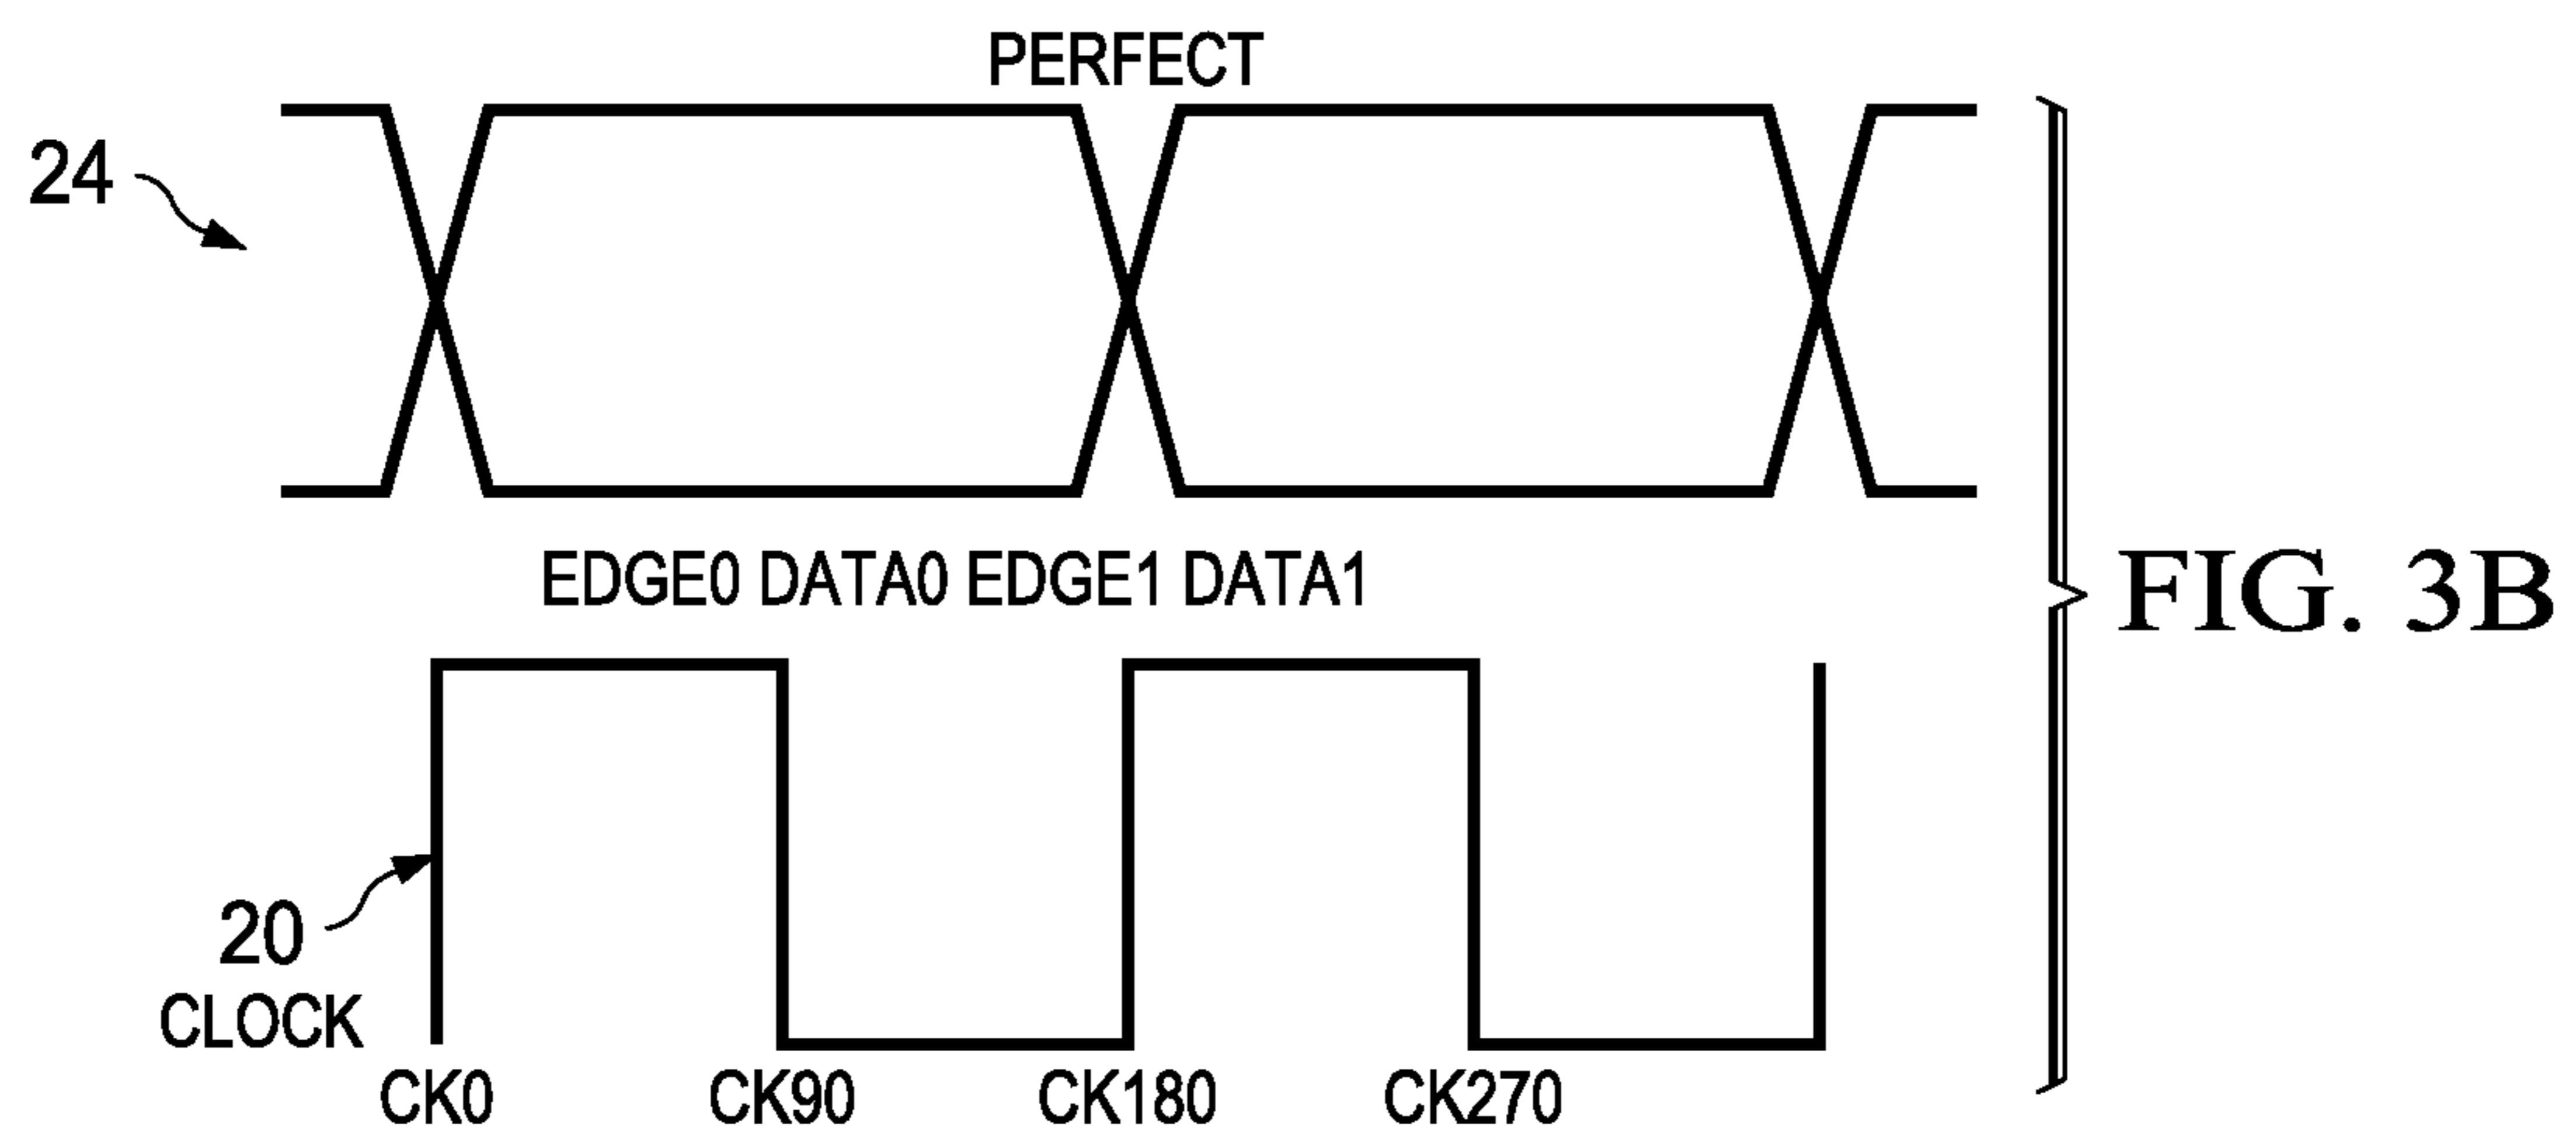 PERFECT
24
EDGE0 DATA0 EDGE1 DATA1
FIG. 3B
20
CLOCK
CK0 CK90 CK180 CK270